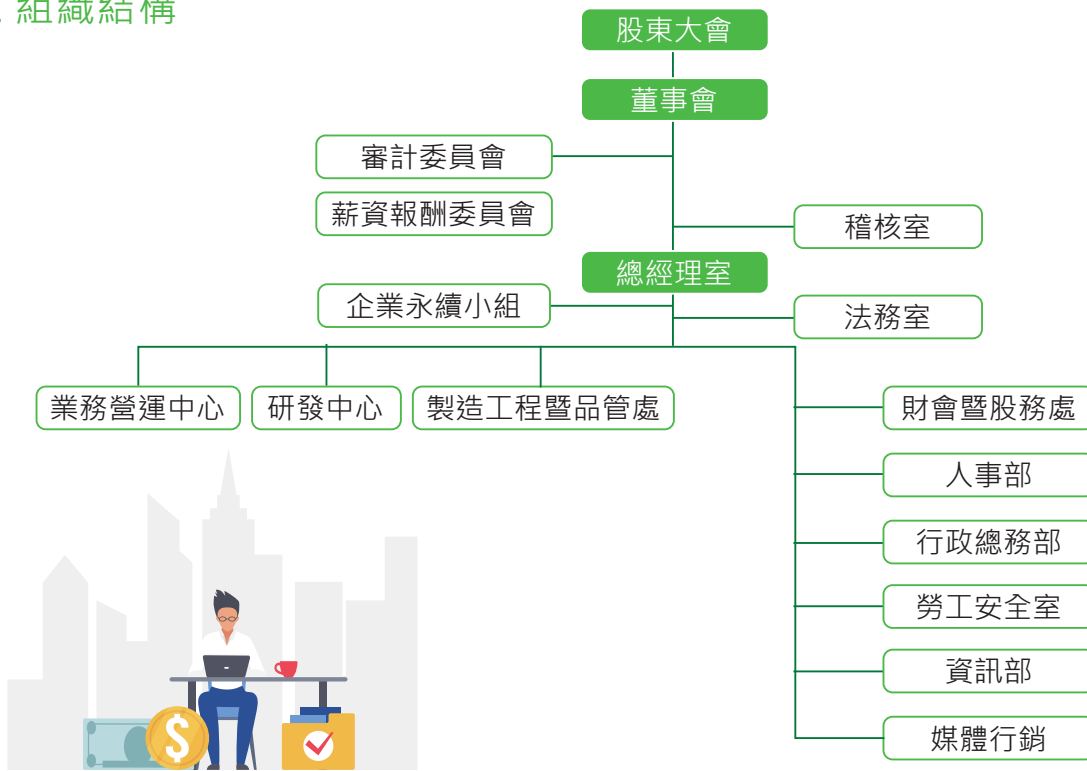 組織結構
股東大會
董事會
審計委員會
薪資報酬委員會
稽核室
總經理室
企業永續小組
法務室
業務營運中心
研發中心
製造工程暨品管處
財會暨股務處
人事部
行政總務部
勞工安全室
資訊部
媒體行銷
$